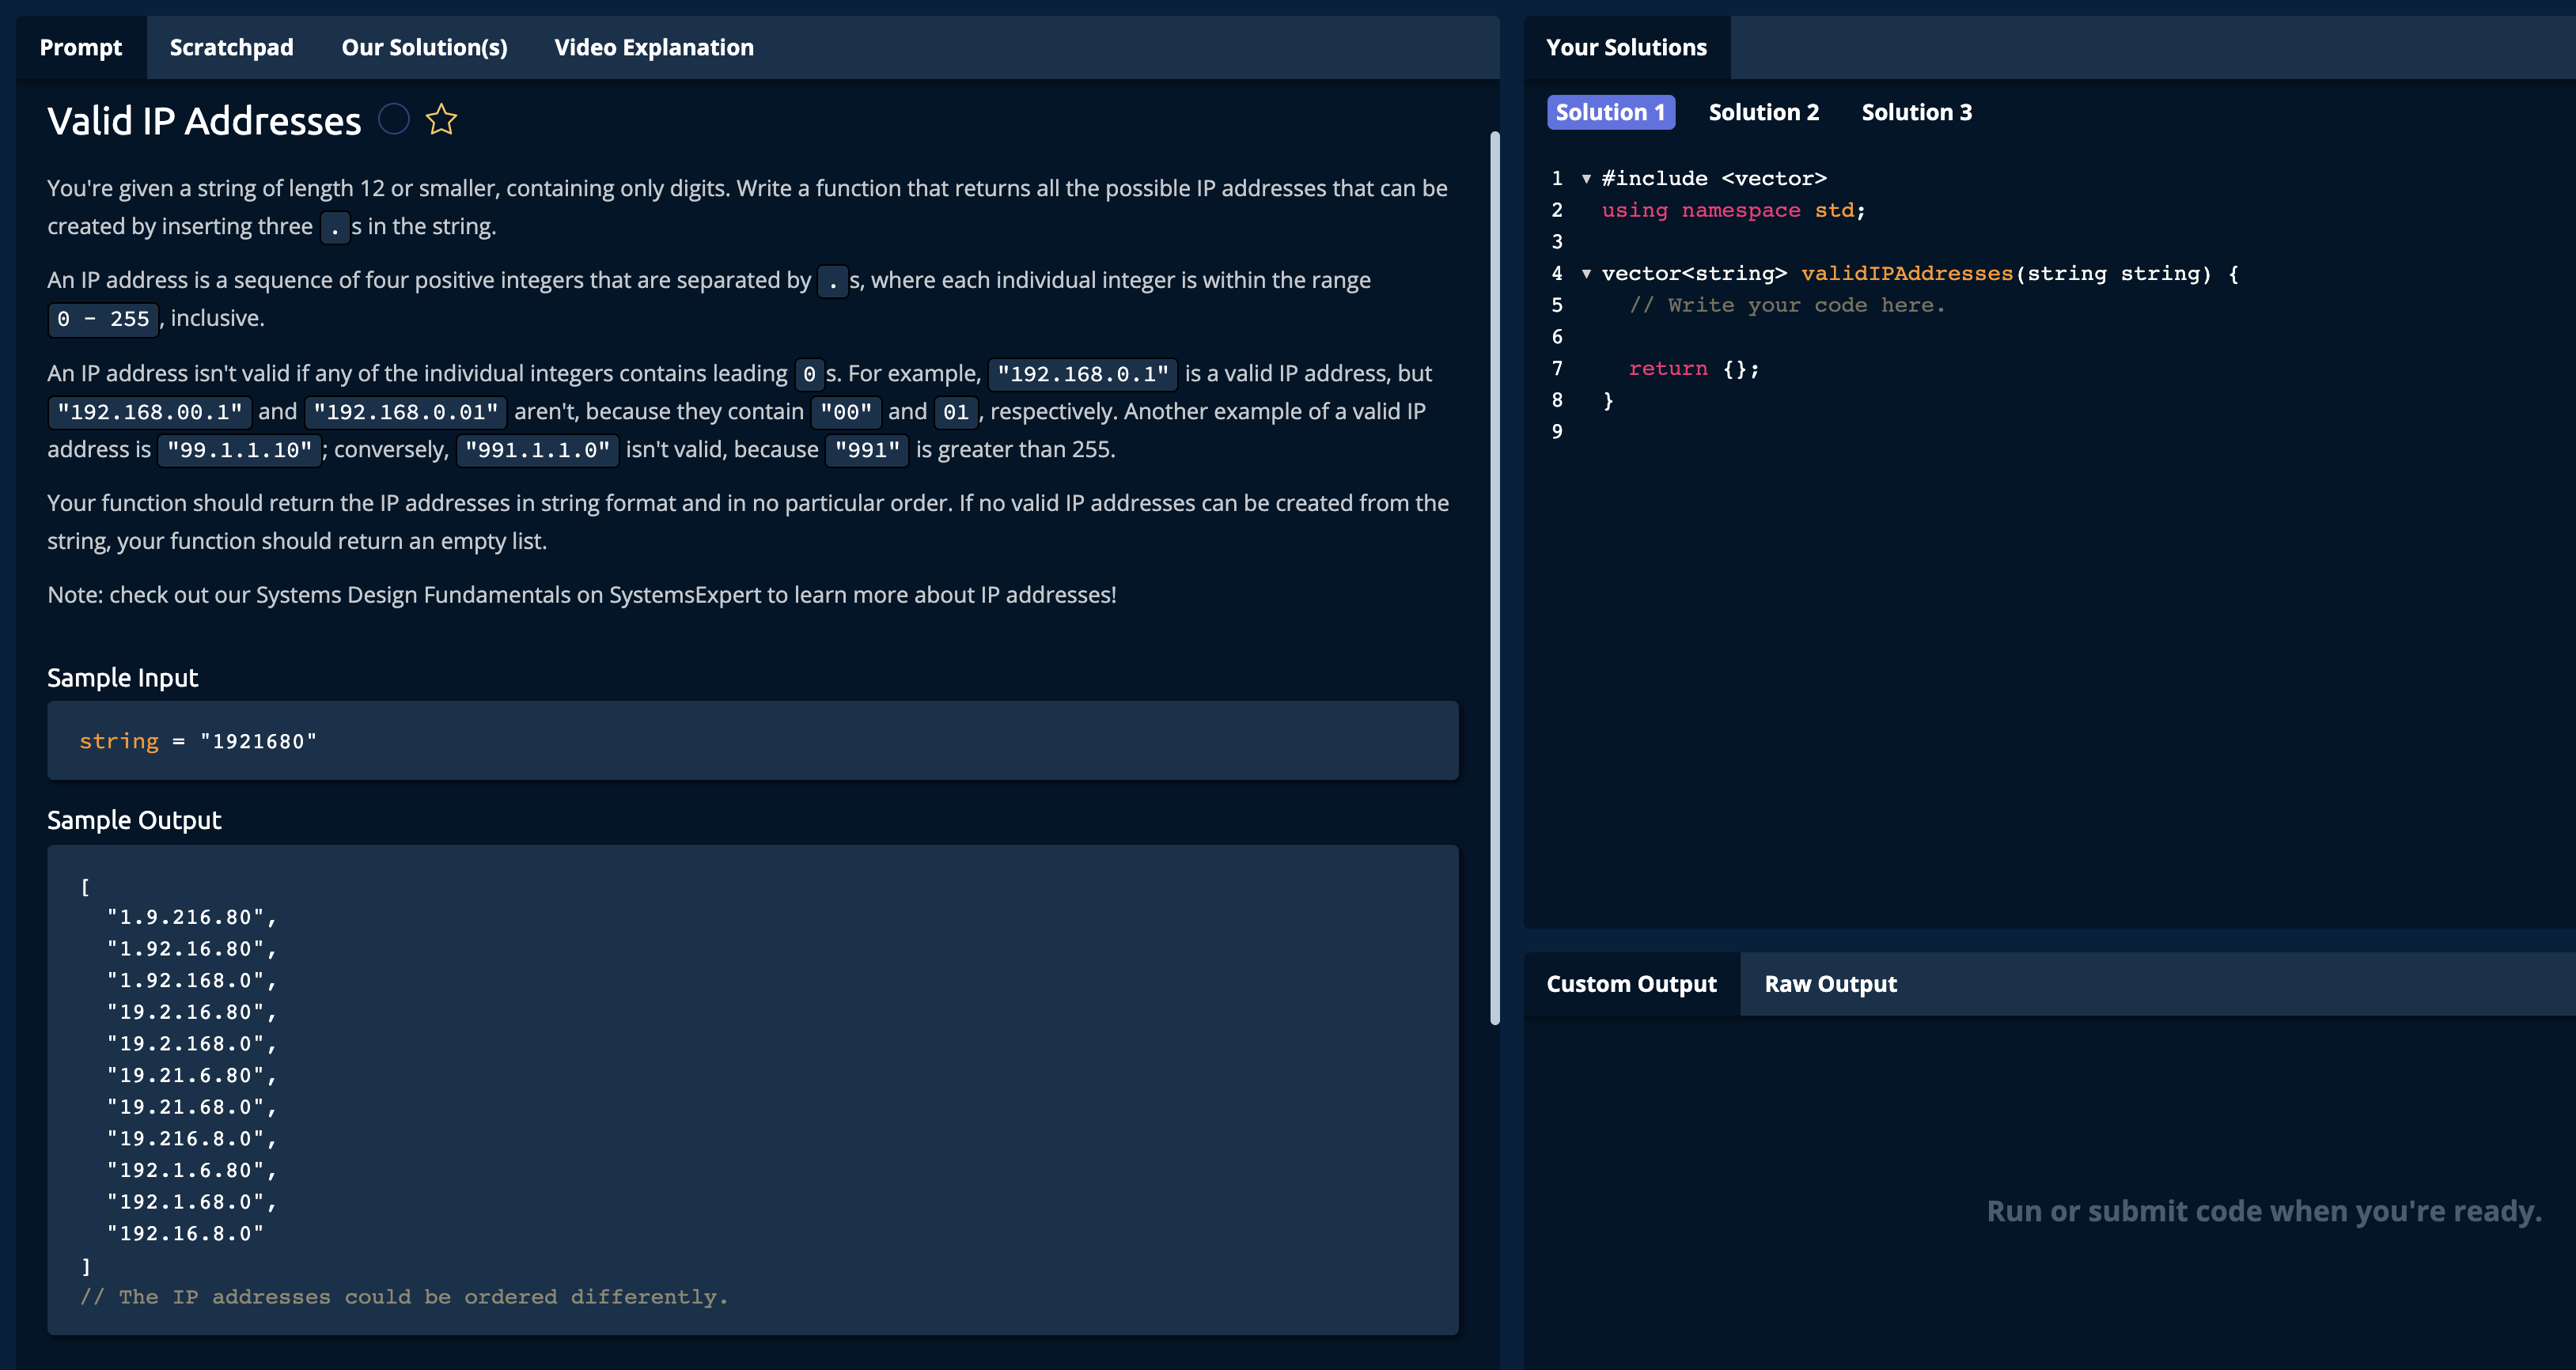 Prompt Scratchpad Our Solution(s) Video Explanation
Valid IP Addresses
You're given a string of length 12 or smaller, containing only digits. Write a function that returns all the possible IP addresses that can be
created by inserting three . s in the string.
An IP address is a sequence of four positive integers that are separated by . s, where each individual integer is within the range
0 - 255 , inclusive.
An IP address isn't valid if any of the individual integers contains leading 0 s. For example, "192.168.0.1" is a valid IP address, but
"192.168.00.1" and "192.168.0.01" aren't, because they contain "00" and 01 , respectively. Another example of a valid IP
address is "99.1.1.10" ; conversely, "991.1.1.0" isn't valid, because "991" is greater than 255.
Your function should return the IP addresses in string format and in no particular order. If no valid IP addresses can be created from the
string, your function should return an empty list.
Note: check out our Systems Design Fundamentals on SystemsExpert to learn more about IP addresses!
Sample Input
string = "1921680"
Sample Output
[
"1.9.216.80",
"1.92.16.80",
"1.92.168.0",
"19.2.16.80",
"19.2.168.0",
"19.21.6.80",
"19.21.68.0",
"19.216.8.0",
"192.1.6.80",
"192.1.68.0",
"192.16.8.0"
]
// The IP addresses could be ordered differently.
Your Solutions
Solution 1 Solution 2 Solution 3
1 #include <vector>
2 using namespace std;
3
4 vector<string> validIPAddresses(string string) {
5 // Write your code here.
6
7 return {};
8 }
9
Custom Output Raw Output
Run or submit code when you're ready.